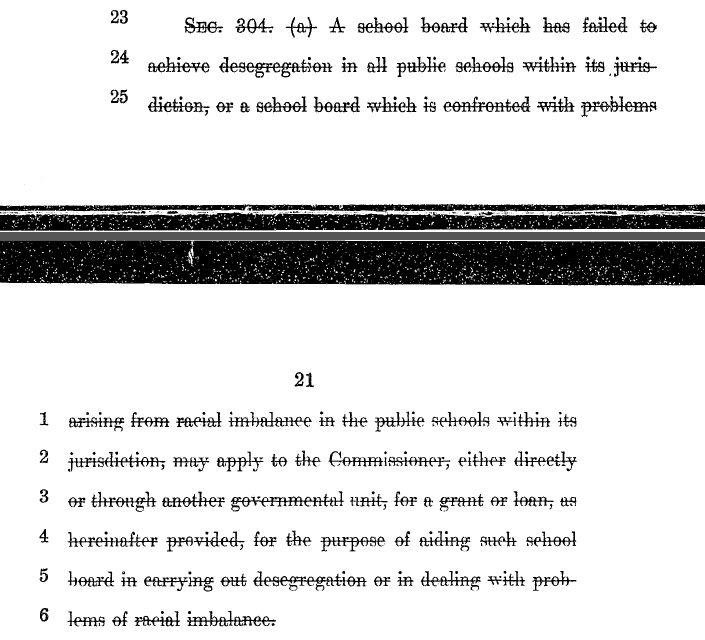 23 SEC. 304. (a) A school board which has failed to
24 achieve desegregation in all public schools within its juris-
25 diction, or a school board which is confronted with problems
21
1 arising from racial imbalance in the public schools within its
2 jurisdiction, may apply to the Commissioner, either directly
3 or through another governmental unit, for a grant or loan, as
4 hereinafter provided, for the purpose of aiding such school
5 board in carrying out desegregation or in dealing with prob-
6 lems of racial imbalance.